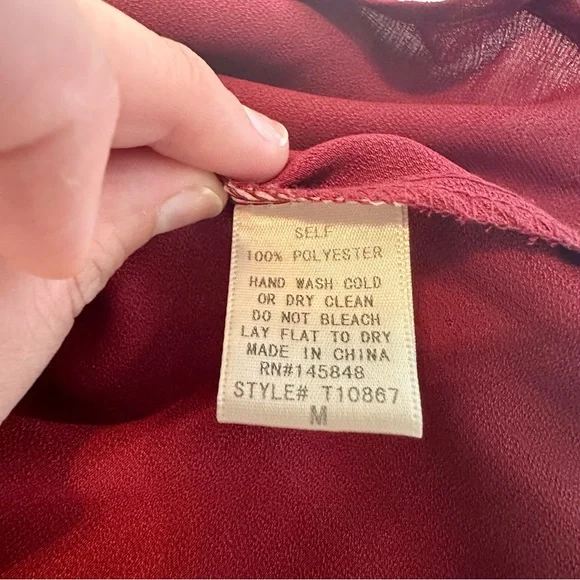 SELF
100% POLYESTER
HAND WASH COLD
OR DRY CLEAN
DO NOT BLEACH
LAY FLAT TO DRY
MADE IN CHINA
RN#145848
STYLE# T10867
M